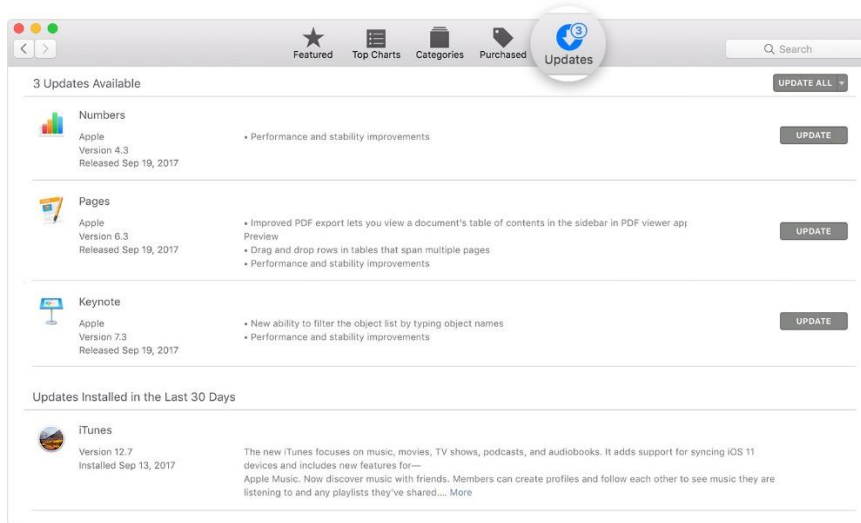 Featured
Top Charts
Categories
Purchased
3
Updates
Search
3 Updates Available
UPDATE ALL
Numbers
Apple
Version 4.3
Released Sep 19, 2017
• Performance and stability improvements
UPDATE
Pages
Apple
Version 6.3
Released Sep 19, 2017
• Improved PDF export lets you view a document's table of contents in the sidebar in PDF viewer
Preview
• Drag and drop rows in tables that span multiple pages
• Performance and stability improvements
UPDATE
Keynote
Apple
Version 7.3
Released Sep 19, 2017
• New ability to filter the object list by typing object names
• Performance and stability improvements
UPDATE
Updates Installed in the Last 30 Days
iTunes
Version 12.7
Installed Sep 13, 2017
The new iTunes focuses on music, movies, TV shows, podcasts, and audiobooks. It adds support for syncing iOS 11
devices and includes new features for—
Apple Music. Now discover music with friends. Members can create profiles and follow each other to see music they are
listening to and any playlists they've shared.... More